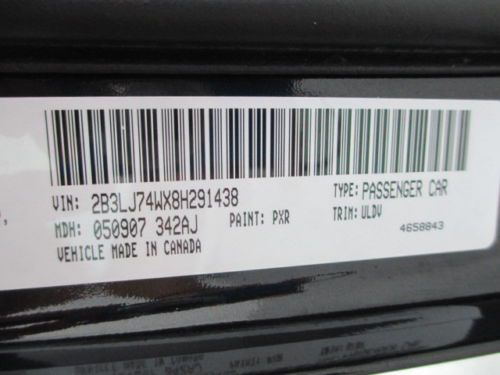 VIN: 2B3LJ74WX8H291438
TYPE: PASSENGER CAR
MDH: 050907 342AJ
PAINT: PXR
TRIM: ULDV
VEHICLE MADE IN CANADA
4658843